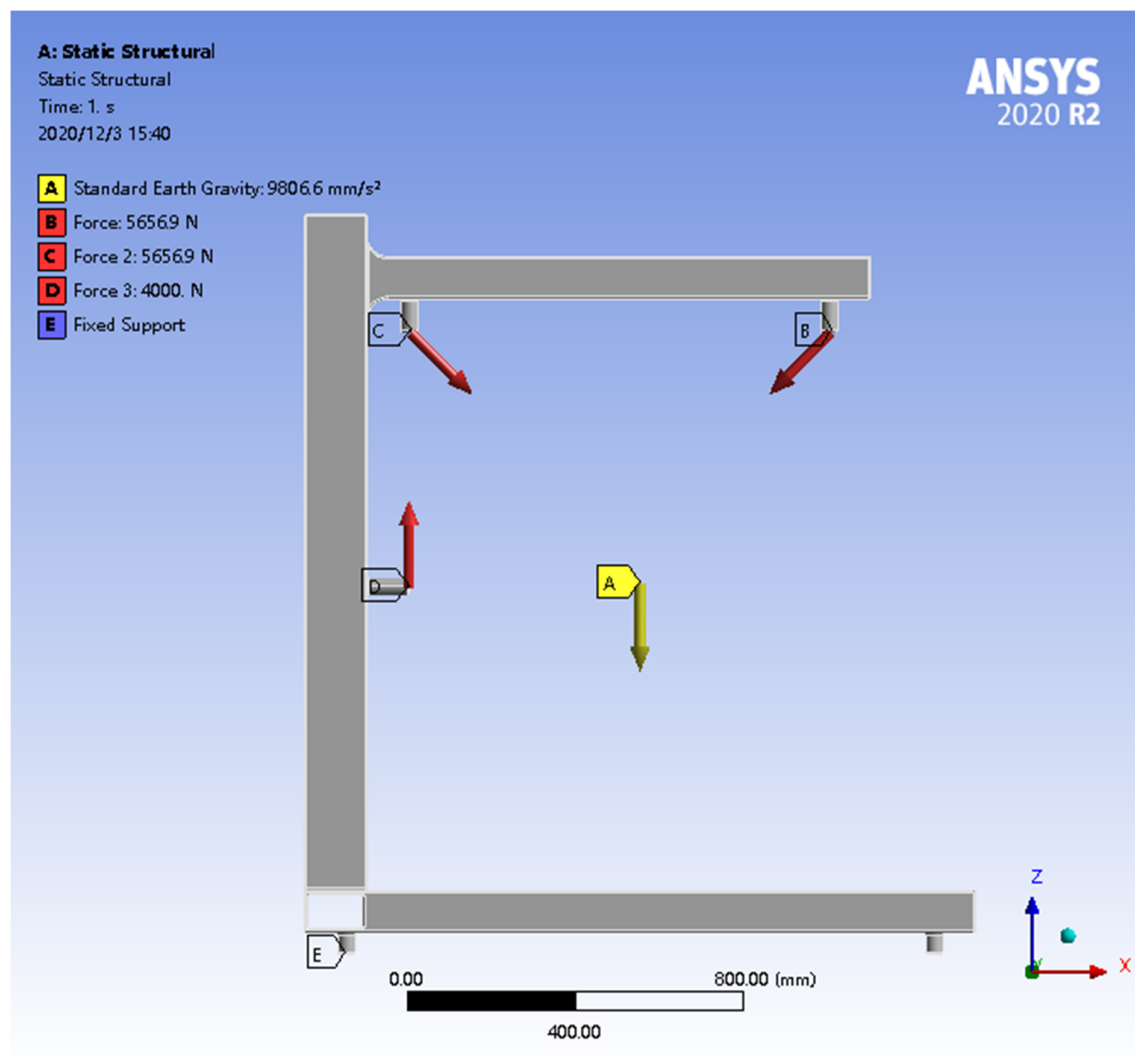 A: Static Structural
Static Structural
Time: 1. s
2020/12/3 15:40
ANSYS
2020 R2
A Standard Earth Gravity: 9806.6 mm/s²
B Force: 5656.9 N
C Force 2: 5656.9 N
D Force 3: 4000. N
E Fixed Support
C
B
D
A
E
Z
Y
X
0.00
800.00 (mm)
400.00